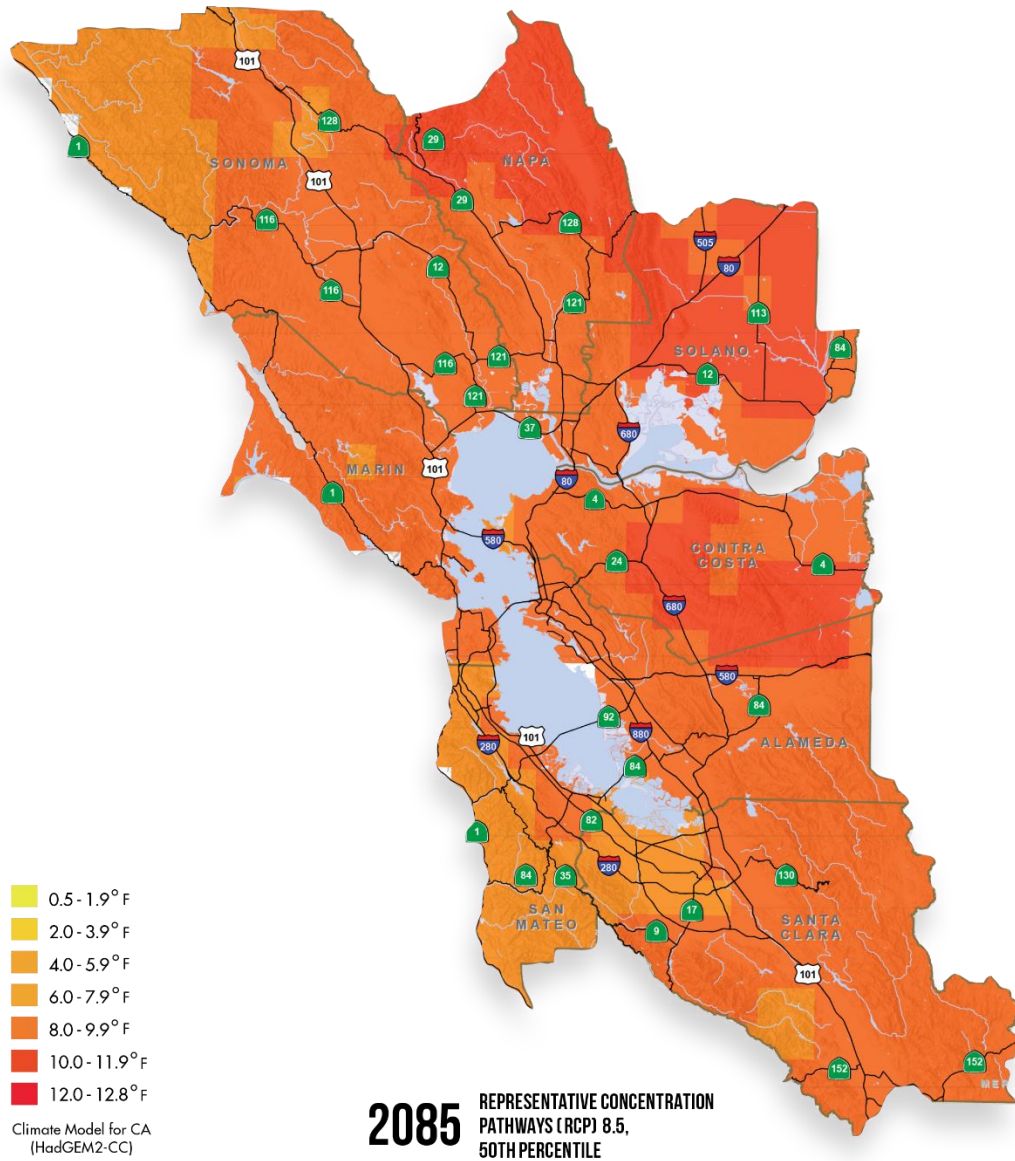 101
128
29
1
SONOMA
NAPA
101
29
116
128
505
12
80
116
121
113
SOLANO
84
116
121
12
121
37
680
MARIN
101
80
1
4
580
CONTRA
COSTA
24
4
680
580
84
92
101
880
280
ALAMEDA
84
82
1
280
84
35
130
17
SAN
MATEO
9
SANTA
CLARA
101
152
152
MER
0.5 - 1.9° F
2.0 - 3.9° F
4.0 - 5.9° F
6.0 - 7.9° F
8.0 - 9.9° F
10.0 - 11.9° F
12.0 - 12.8° F
Climate Model for CA
(HadGEM2-CC)
2085
REPRESENTATIVE CONCENTRATION
PATHWAYS (RCP) 8.5,
50TH PERCENTILE